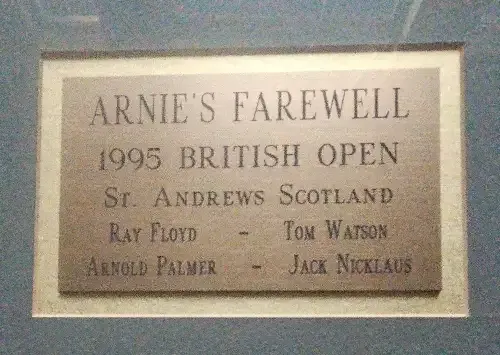 ARNIE'S FAREWELL
1995 BRITISH OPEN
ST. ANDREWS SCOTLAND
RAY FLOYD - TOM WATSON
ARNOLD PALMER - JACK NICKLAUS